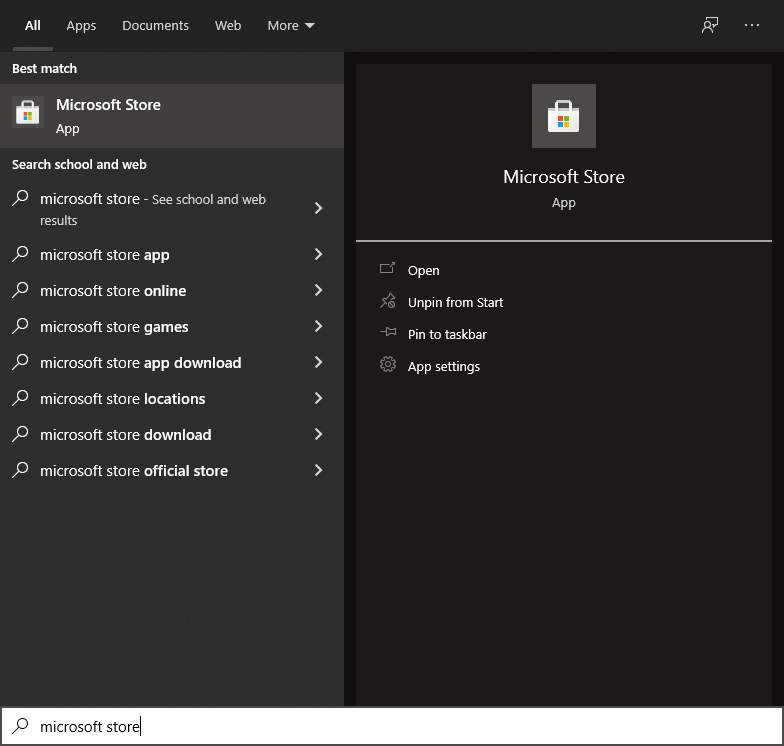 All Apps Documents Web More
Best match
Microsoft Store
App
Search school and web
microsoft store - See school and web
results
microsoft store app
microsoft store online
microsoft store games
microsoft store app download
microsoft store locations
microsoft store download
microsoft store official store
Microsoft Store
App
Open
Unpin from Start
Pin to taskbar
App settings
microsoft store